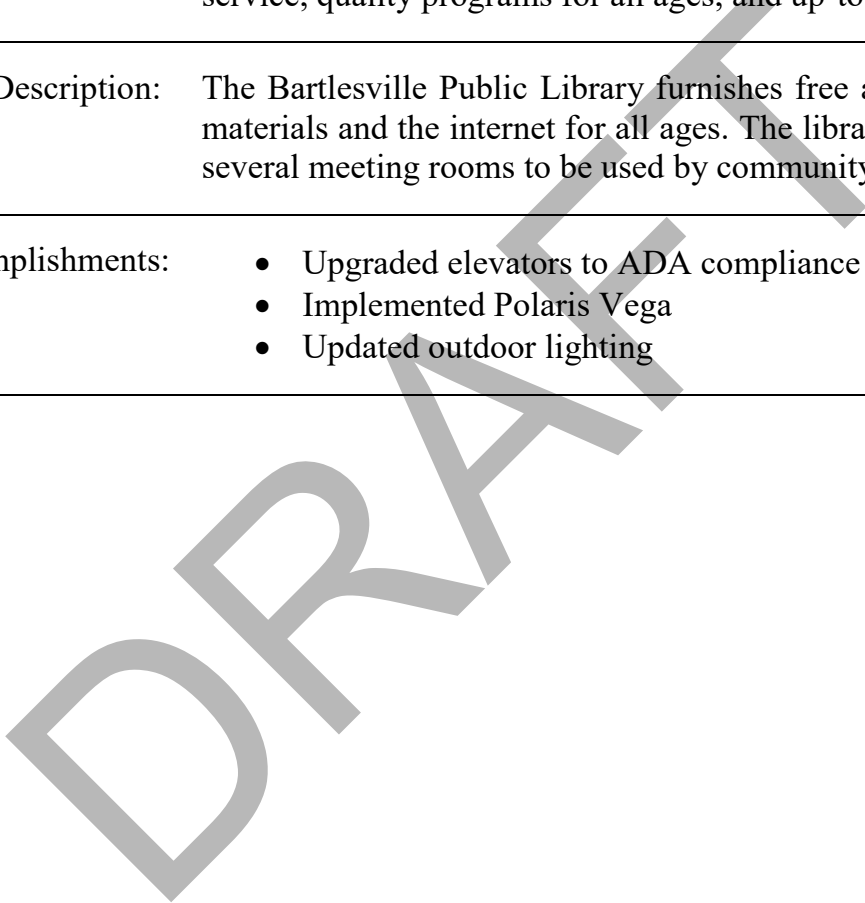 service, quality programs for all ages, and up-to
Description:
The Bartlesville Public Library furnishes free
materials and the internet for all ages. The libra
several meeting rooms to be used by community
mplishments:
• Upgraded elevators to ADA compliance
• Implemented Polaris Vega
• Updated outdoor lighting
DRAFT